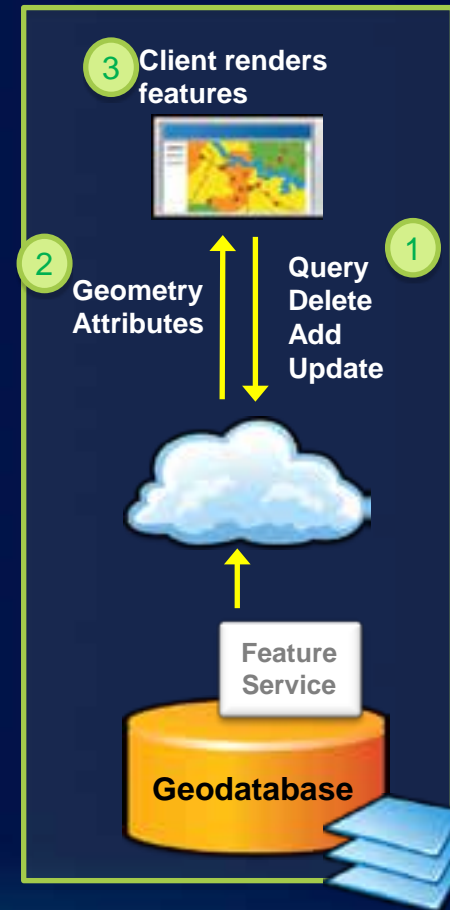 3
Client renders
features
2
Geometry
Attributes
1
Query
Delete
Add
Update
Feature
Service
Geodatabase